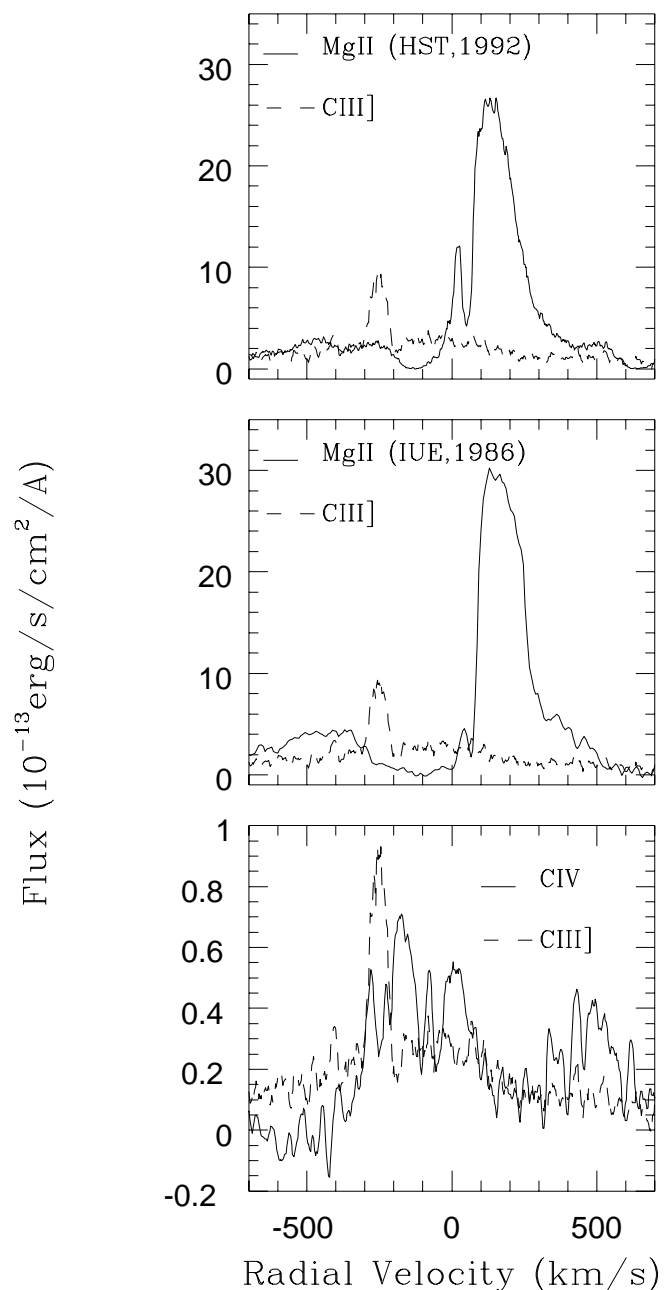 MgII (HST,1992)
CIII]
30
20
10
0
MgII (IUE,1986)
CIII]
30
20
10
0
CIV
CIII]
1
0.8
0.6
0.4
0.2
0
-0.2
-500 0 500
Radial Velocity (km/s)
Flux (10⁻¹³erg/s/cm²/A)